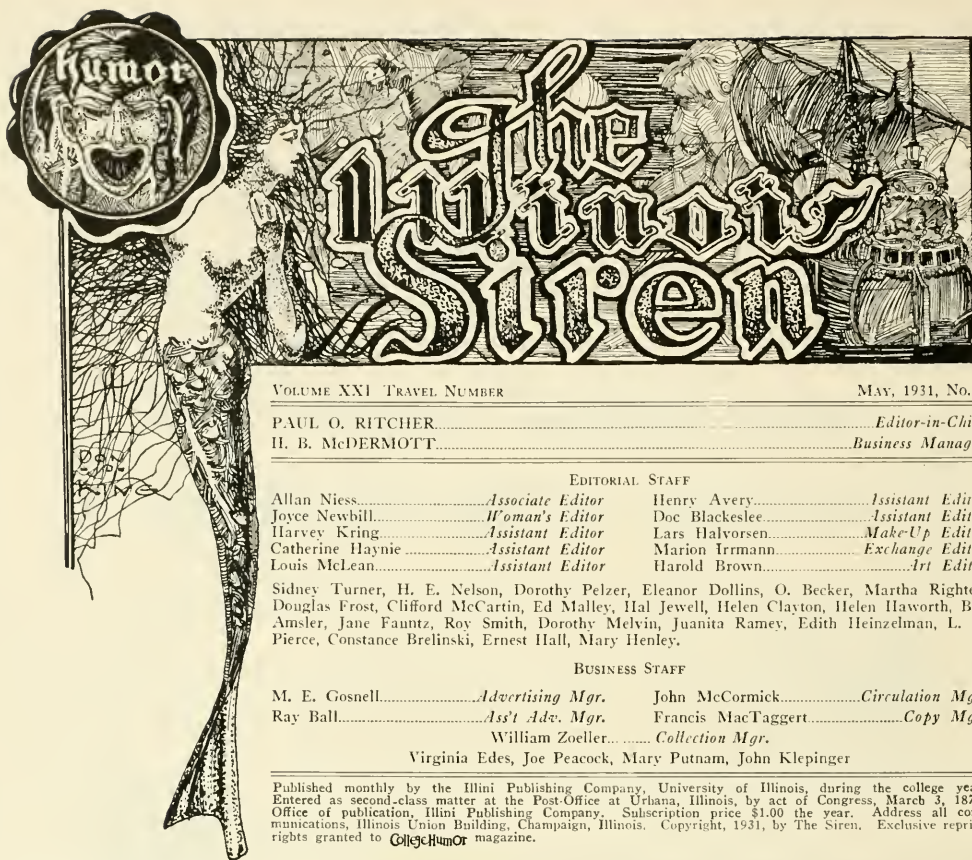 Humor
The
Illinois
Siren
DON
KING
VOLUME XXI TRAVEL NUMBER MAY, 1931, No.
PAUL O. RITCHER Editor-in-Chi
H. B. McDERMOTT Business Manag
EDITORIAL STAFF
Allan Niess Associate Editor Henry Avery Assistant Edit
Joyce Newbill Woman's Editor Doc Blackeslee Assistant Edit
Harvey Kring Assistant Editor Lars Halvorsen Make-Up Edit
Catherine Haynie Assistant Editor Marion Irrmann Exchange Edit
Louis McLean Assistant Editor Harold Brown Art Edit
Sidney Turner, H. E. Nelson, Dorothy Pelzer, Eleanor Dollins, O. Becker, Martha Right
Douglas Frost, Clifford McCartin, Ed Malley, Hal Jewell, Helen Clayton, Helen Haworth, B
Amsler, Jane Fauntz, Roy Smith, Dorothy Melvin, Juanita Ramey, Edith Heinzelman, L.
Pierce, Constance Brelinski, Ernest Hall, Mary Henley.
BUSINESS STAFF
M. E. Gosnell Advertising Mgr. John McCormick Circulation Mg
Ray Ball Ass't Adv. Mgr. Francis MacTaggert Copy Mg
William Zoeller Collection Mgr.
Virginia Edes, Joe Peacock, Mary Putnam, John Klepinger
Published monthly by the Illini Publishing Company, University of Illinois, during the college ye
Entered as second-class matter at the Post-Office at Urbana, Illinois, by act of Congress, March 3, 187
Office of publication, Illini Publishing Company. Subscription price $1.00 the year. Address all co
munications, Illinois Union Building, Champaign, Illinois. Copyright, 1931, by The Siren. Exclusive repri
rights granted to CollegeHumor magazine.